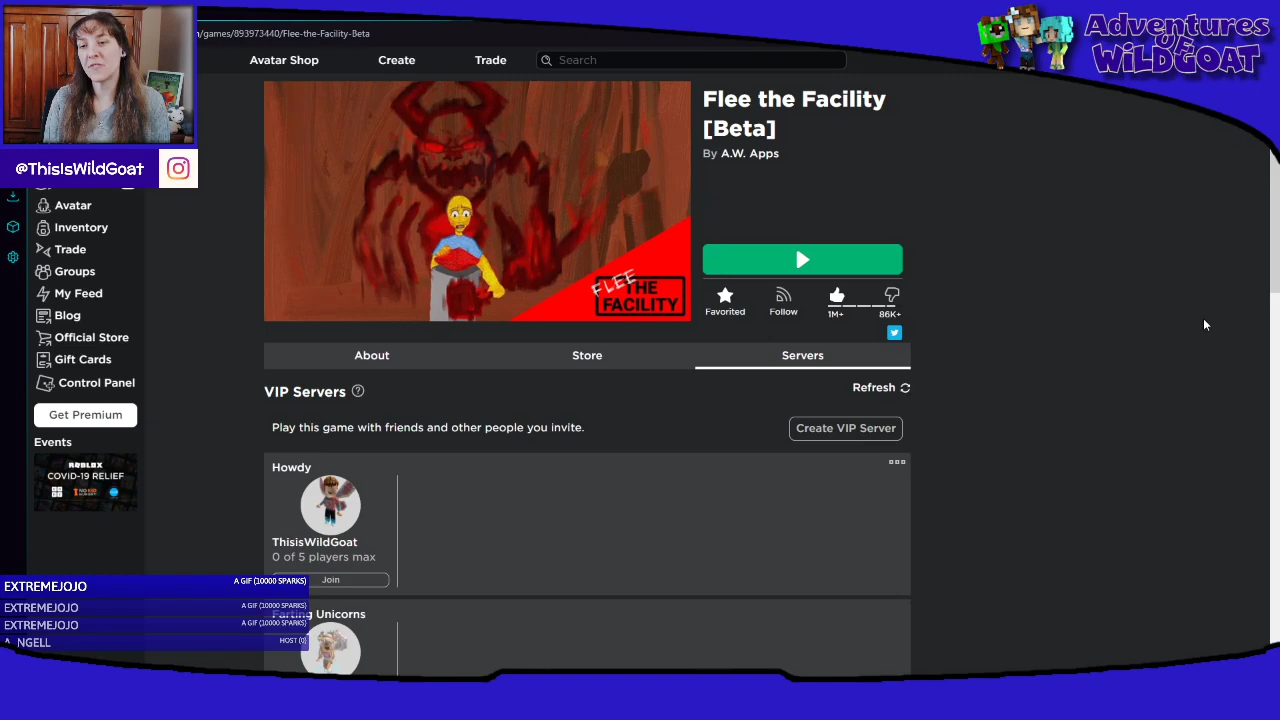 n/games/893973440/Flee-the-Facility-Beta
Adventures
OF
WILDGOAT
Avatar Shop
Create
Trade
Search
@ThisIsWildGoat
Avatar
Inventory
Trade
Groups
My Feed
Blog
Official Store
Gift Cards
Control Panel
Get Premium
Events
ROBLOX
COVID-19 RELIEF
FLEE
THE
FACILITY
Flee the Facility
[Beta]
By A.W. Apps
Favorited
Follow
1M+
86K+
About
Store
Servers
VIP Servers
Refresh
Play this game with friends and other people you invite.
Create VIP Server
Howdy
ThisisWildGoat
0 of 5 players max
Join
Farting Unicorns
EXTREMEJOJO A GIF (10000 SPARKS)
EXTREMEJOJO A GIF (10000 SPARKS)
EXTREMEJOJO A GIF (10000 SPARKS)
A_NGELL HOST (0)